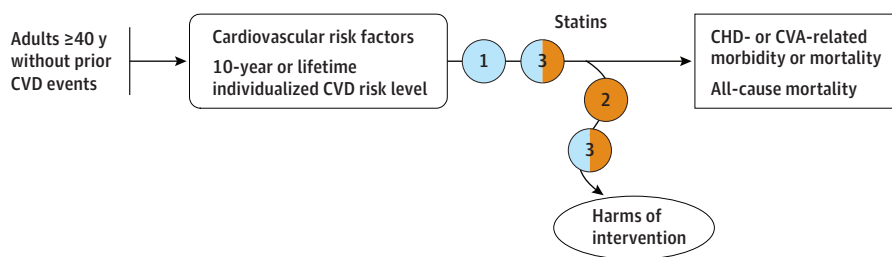 Adults ≥40 y
without prior
CVD events
Cardiovascular risk factors
10-year or lifetime
individualized CVD risk level
Statins
1
3
2
3
CHD- or CVA-related
morbidity or mortality
All-cause mortality
Harms of
intervention